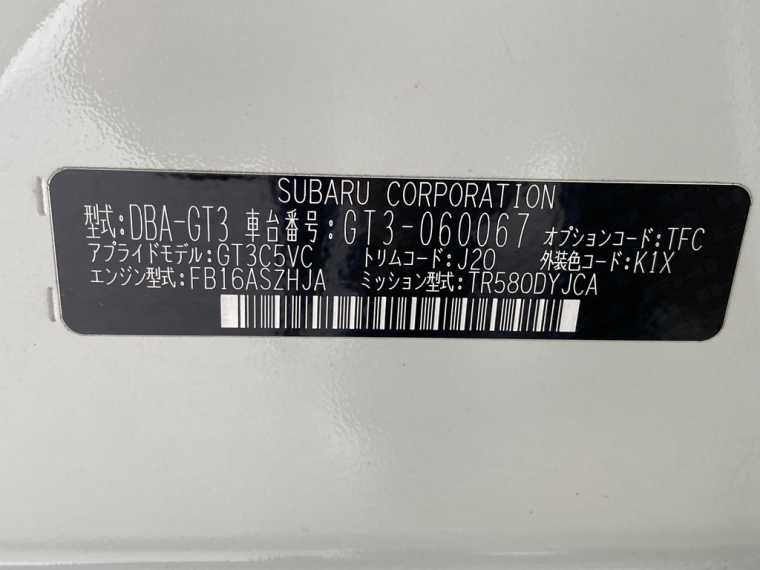 SUBARU CORPORATION
型式:DBA-GT3 車台番号:GT3-060067 オプションコード:TFC
アプライドモデル:GT3C5VC トリムコード:J20 外装色コード:K1X
エンジン型式:FB16ASZHJA ミッション型式:TR580DYJCA